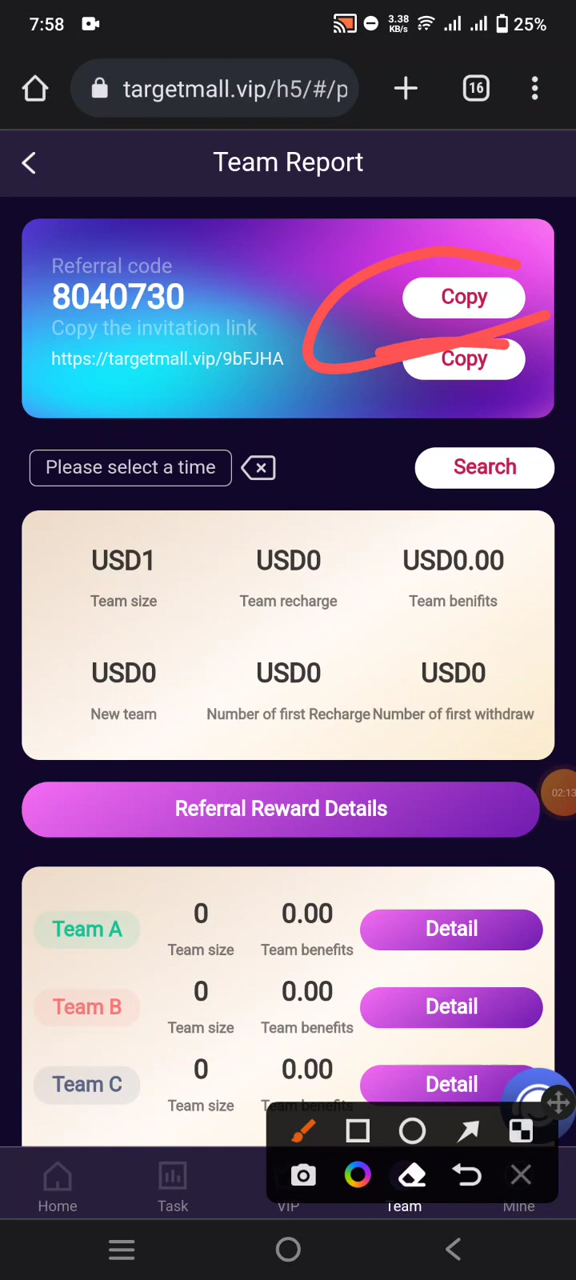 7:58 3.38 KB/s 25%
targetmall.vip/h5/#/p 16
Team Report
Referral code
8040730 Copy
Copy the invitation link
https://targetmall.vip/9bFJHA Copy
Please select a time Search
USD1 USD0 USD0.00
Team size Team recharge Team benifits
USD0 USD0 USD0
New team Number of first Recharge Number of first withdraw
02:13
Referral Reward Details
Team A 0 0.00 Detail
Team size Team benefits
Team B 0 0.00 Detail
Team size Team benefits
Team C 0 0.00 Detail
Team size Team benefits
Home Task VIP Team Mine